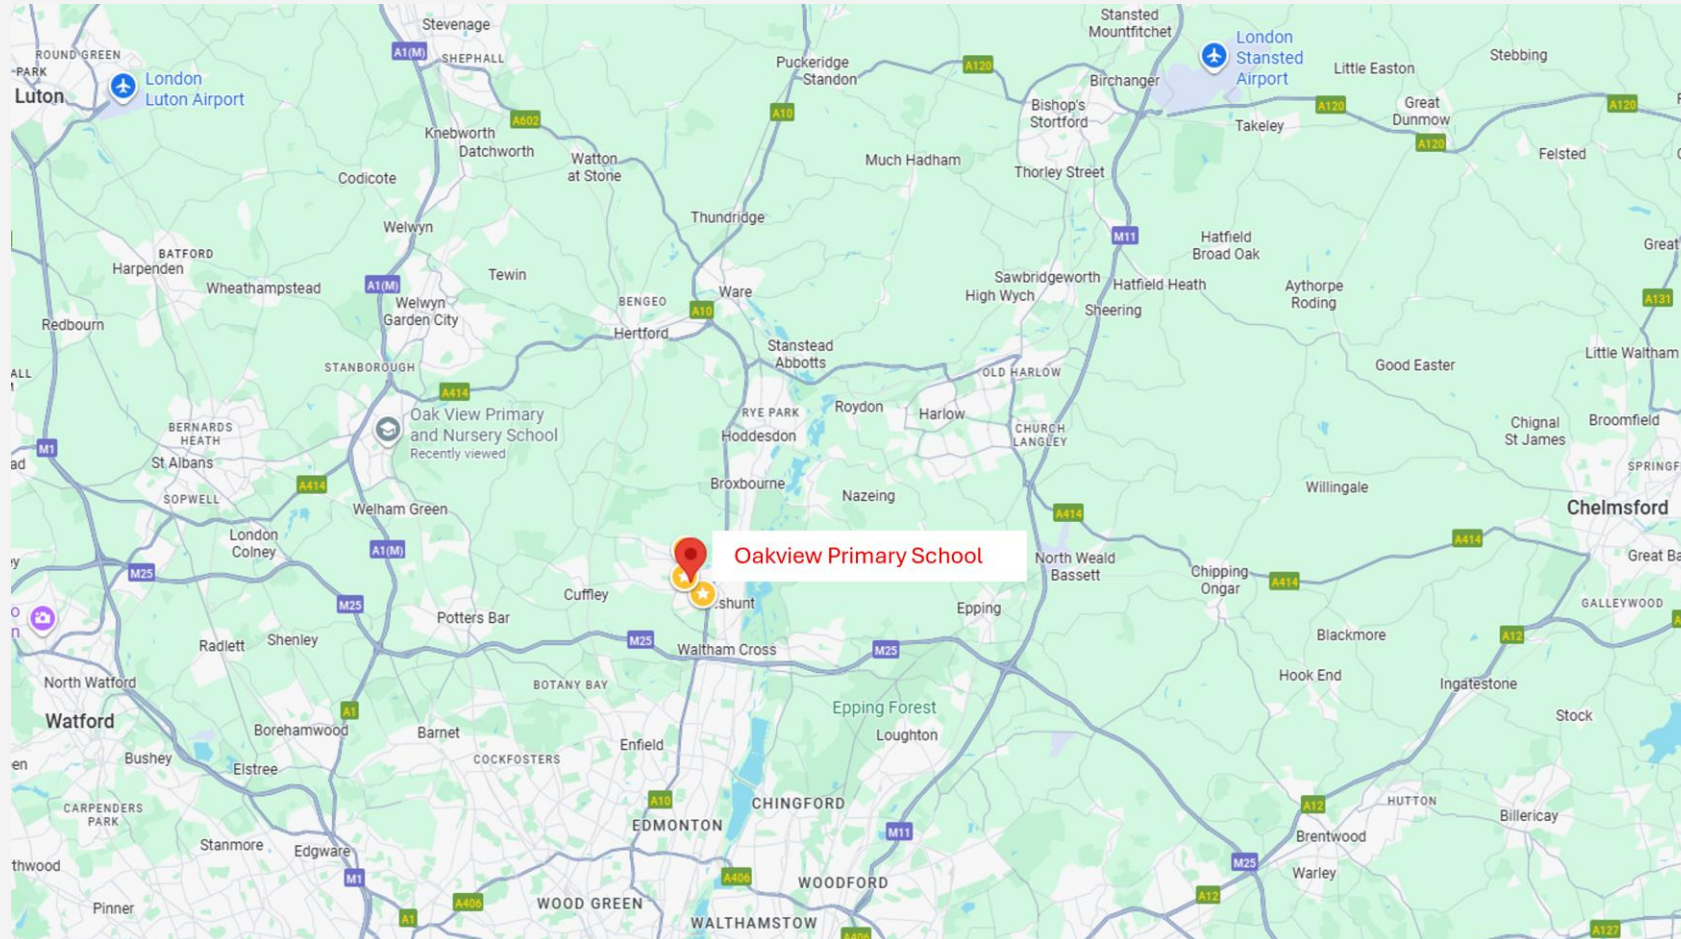 Stevenage
A1(M)
SHEPHALL
Stansted
Mountfitchet
London
Stansted
Airport
Stebbing
ROUND GREEN
PARK
London
Luton Airport
Luton
Puckeridge
Standon
A120
Birchanger
Little Easton
Bishop's
Stortford
A120
Great
Dunmow
A120
A602
A10
Takeley
A120
Knebworth
Datchworth
Watton
at Stone
Much Hadham
Thorley Street
Felsted
Codicote
Welwyn
Thundridge
M11
Hatfield
Broad Oak
Great
BATFORD
Harpenden
Wheathampstead
A1(M)
Tewin
Sawbridgeworth
High Wych
Hatfield Heath
Aythorpe
Roding
A131
Welwyn
Garden City
BENGEO
Ware
A10
Sheering
Redbourn
Hertford
Stanstead
Abbotts
Little Waltham
STANBOROUGH
OLD HARLOW
Good Easter
ALL
A414
Oak View Primary
and Nursery School
Recently viewed
RYE PARK
Roydon
Harlow
BERNARDS
HEATH
Hoddesdon
CHURCH
LANGLEY
Chignal
St James
Broomfield
M1
ad
St Albans
A414
SOPWELL
Broxbourne
Nazeing
Willingale
SPRINGF
Chelmsford
Welham Green
A414
London
Colney
A1(M)
Oakview Primary School
North Weald
Bassett
A414
Great Ba
M25
Chipping
Ongar
A414
M25
Cuffley
shunt
Epping
GALLEYWOOD
Potters Bar
Radlett
Shenley
M25
Waltham Cross
M25
Blackmore
A12
North Watford
BOTANY BAY
Hook End
Ingatestone
Watford
A1
Epping Forest
Stock
Borehamwood
Barnet
Enfield
Loughton
Bushey
Elstree
COCKFOSTERS
CARPENDERS
PARK
A10
CHINGFORD
A12
HUTTON
EDMONTON
M11
Billericay
Stanmore
Edgware
Brentwood
thwood
M1
A406
WOODFORD
M25
Warley
Pinner
A1
A406
WOOD GREEN
A12
WALTHAMSTOW
A406
A127